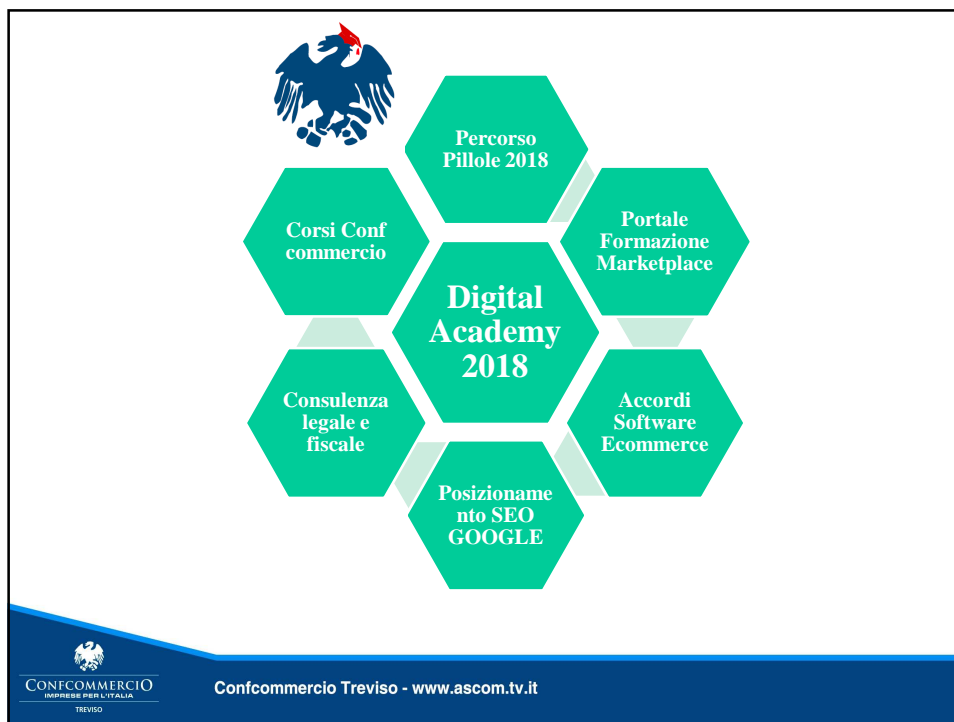 Percorso
Pillole 2018
Portale
Formazione
Marketplace
Accordi
Software
Ecommerce
Posizioname
nto SEO
GOOGLE
Consulenza
legale e
fiscale
Corsi Conf
commercio
Digital
Academy
2018
CONFCOMMERCIO
IMPRESE PER L'ITALIA
TREVISO
Confcommercio Treviso - www.ascom.tv.it